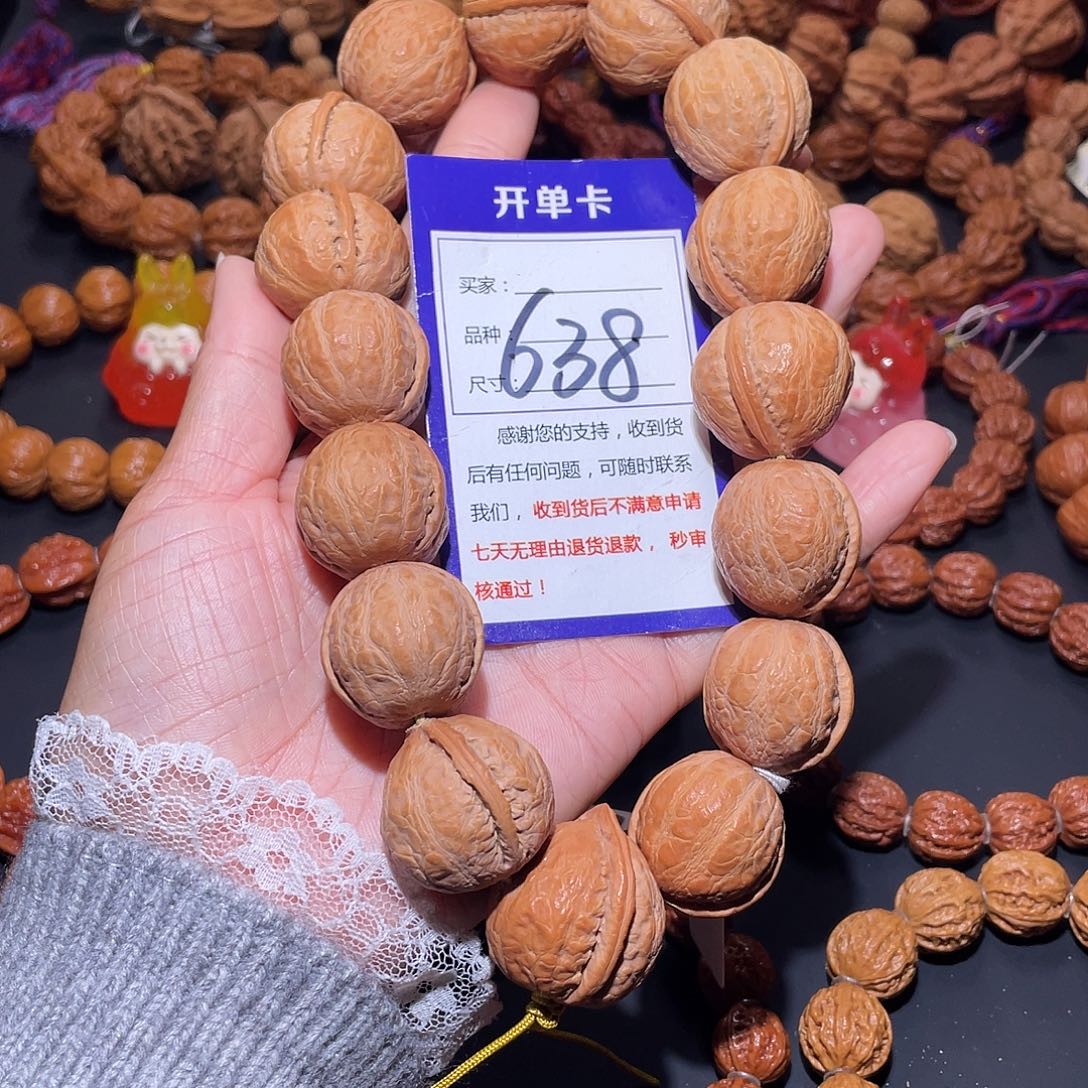 开单卡
买家：
品种：
638
尺寸：
感谢您的支持，收到货
后有任何问题，可随时联系
我们，收到货后不满意申请
七天无理由退货退款，秒审
核通过！